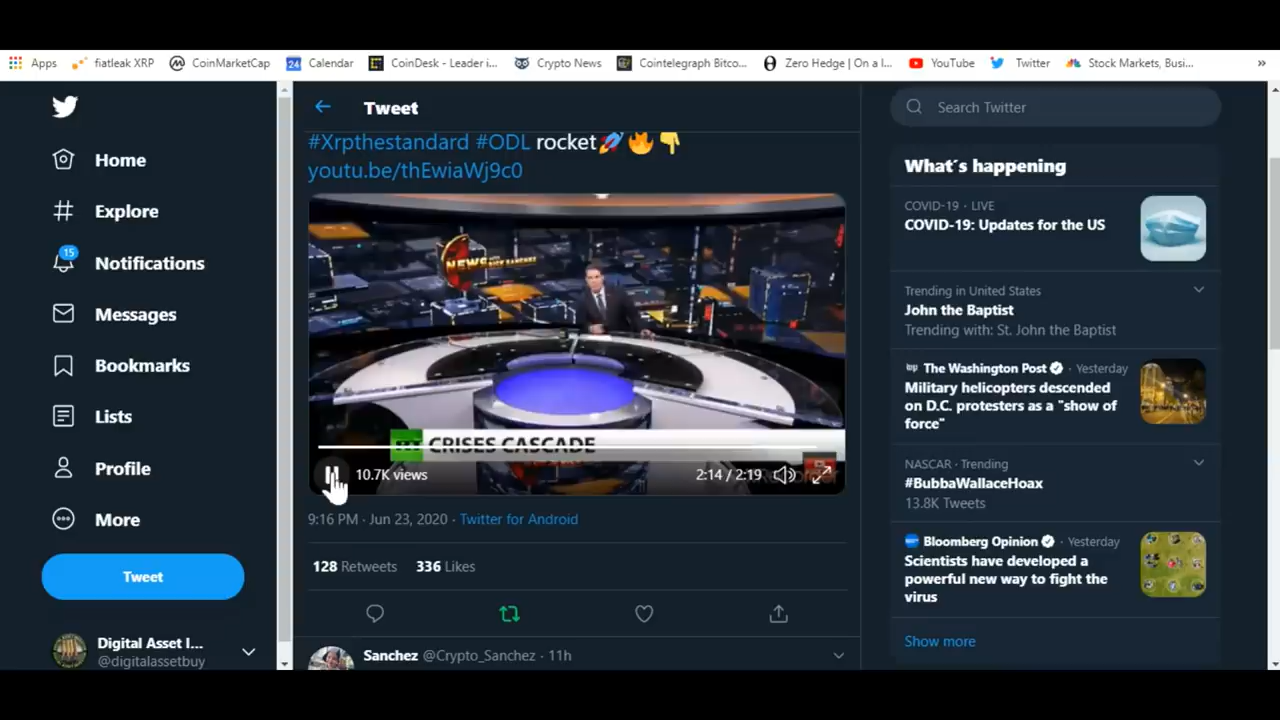 Apps
fiatleak XRP
CoinMarketCap
24
Calendar
CoinDesk - Leader i...
Crypto News
Cointelegraph Bitco...
Zero Hedge | On a l...
YouTube
Twitter
Stock Markets, Busi...
»
Home
Explore
15
Notifications
Messages
Bookmarks
Lists
Profile
More
Tweet
Digital Asset I...
@digitalassetbuy
Tweet
#Xrpthestandard #ODL rocket🚀🔥👇
youtu.be/thEwiaWj9c0
NEWS
RICK SANCHEZ
CRISES CASCADE
10.7K views
2:14 / 2:19
9:16 PM · Jun 23, 2020 · Twitter for Android
128 Retweets 336 Likes
Sanchez @Crypto_Sanchez · 11h
Search Twitter
What's happening
COVID-19 · LIVE
COVID-19: Updates for the US
Trending in United States
John the Baptist
Trending with: St. John the Baptist
The Washington Post · Yesterday
Military helicopters descended
on D.C. protesters as a "show of
force"
NASCAR · Trending
#BubbaWallaceHoax
13.8K Tweets
Bloomberg Opinion · Yesterday
Scientists have developed a
powerful new way to fight the
virus
Show more